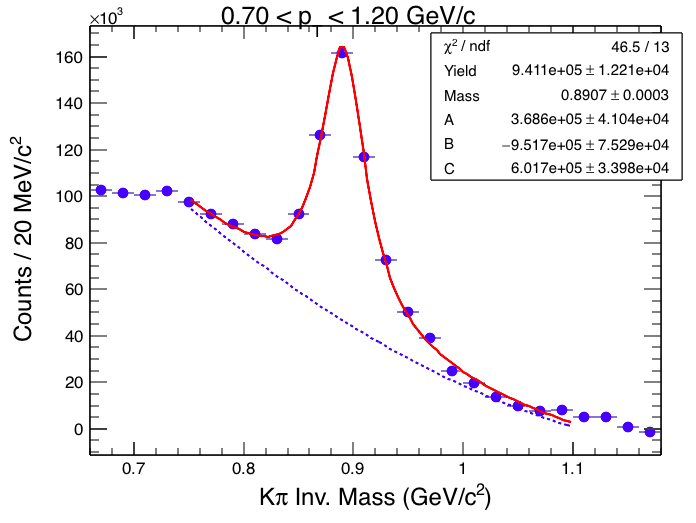 0.70 < p < 1.20 GeV/c
×10³
χ² / ndf 46.5 / 13
Yield 9.411e+05 ± 1.221e+04
Mass 0.8907 ± 0.0003
A 3.686e+05 ± 4.104e+04
B −9.517e+05 ± 7.529e+04
C 6.017e+05 ± 3.398e+04
160
140
120
100
80
60
40
20
0
Counts / 20 MeV/c²
0.7 0.8 0.9 1 1.1
Kπ Inv. Mass (GeV/c²)